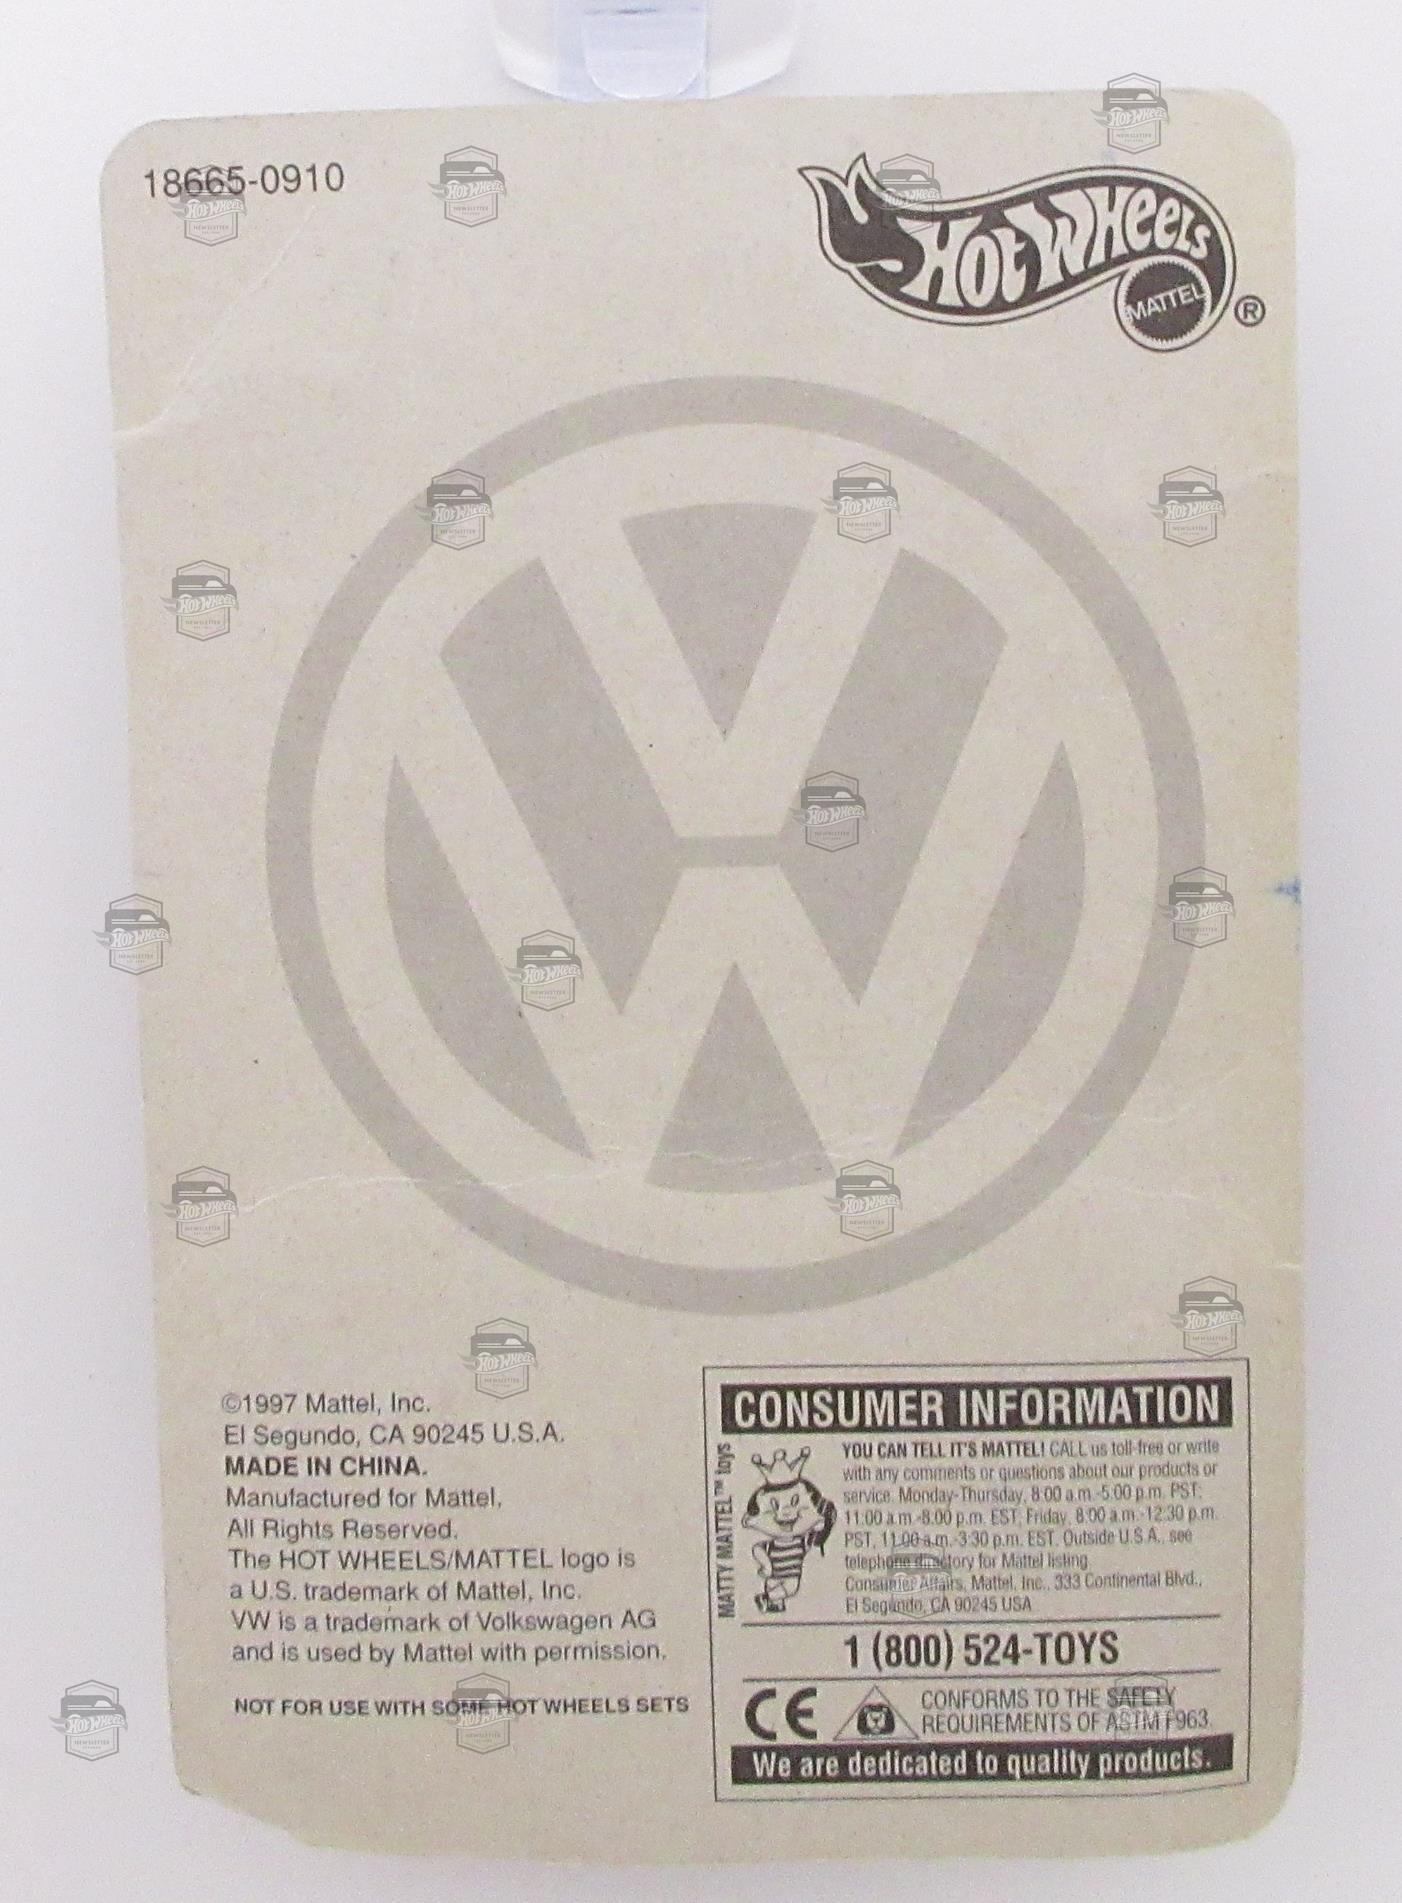 18665-0910
HOT WHEELS
MATTEL ®
©1997 Mattel, Inc.
El Segundo, CA 90245 U.S.A.
MADE IN CHINA.
Manufactured for Mattel,
All Rights Reserved.
The HOT WHEELS/MATTEL logo is
a U.S. trademark of Mattel, Inc.
VW is a trademark of Volkswagen AG
and is used by Mattel with permission.
NOT FOR USE WITH SOME HOT WHEELS SETS
CONSUMER INFORMATION
MATTY MATTEL™ toys
YOU CAN TELL IT'S MATTEL! CALL us toll-free or write
with any comments or questions about our products or
service. Monday-Thursday, 8:00 a.m.-5:00 p.m. PST;
11:00 a.m.-8:00 p.m. EST; Friday, 8:00 a.m.-12:30 p.m.
PST, 11:00 a.m.-3:30 p.m. EST. Outside U.S.A., see
telephone directory for Mattel listing.
Consumer Affairs, Mattel, Inc., 333 Continental Blvd.,
El Segundo, CA 90245 USA
1 (800) 524-TOYS
CE
CONFORMS TO THE SAFETY
REQUIREMENTS OF ASTM F963.
We are dedicated to quality products.